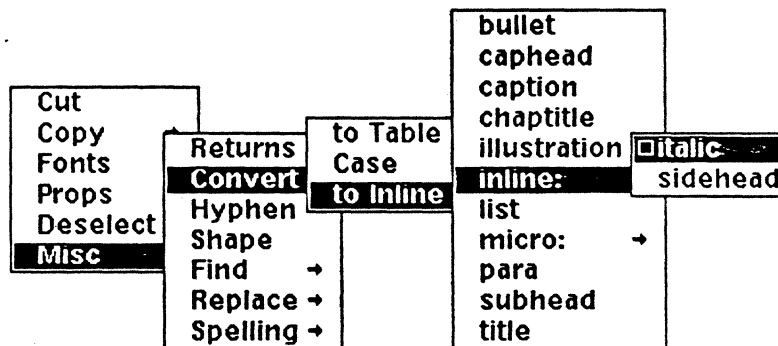 Cut
Copy →
Fonts
Props
Deselect
Misc
Returns
Convert
Hyphen
Shape
Find →
Replace →
Spelling →
to Table
Case
to Inline
bullet
caphead
caption
chaptitle
illustration
inline:
list
micro: →
para
subhead
title
italic
sidehead